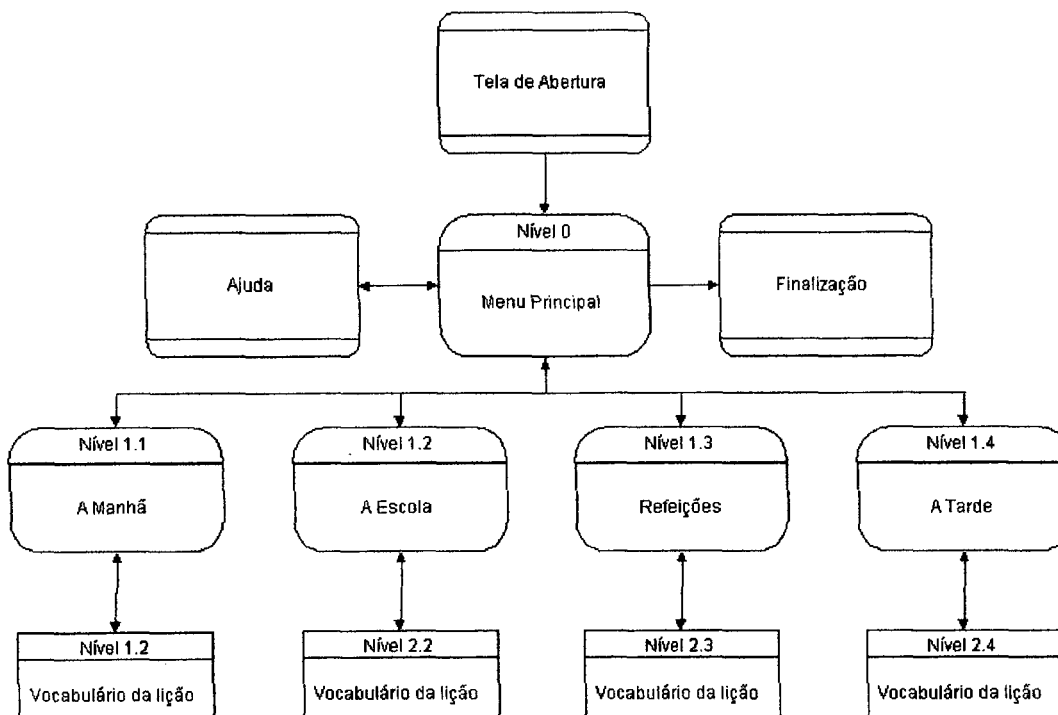 Tela de Abertura
Nível 0
Ajuda
Menu Principal
Finalização
Nível 1.1
Nível 1.2
Nível 1.3
Nível 1.4
A Manhã
A Escola
Refeições
A Tarde
Nível 1.2
Nível 2.2
Nível 2.3
Nível 2.4
Vocabulário da lição
Vocabulário da lição
Vocabulário da lição
Vocabulário da lição